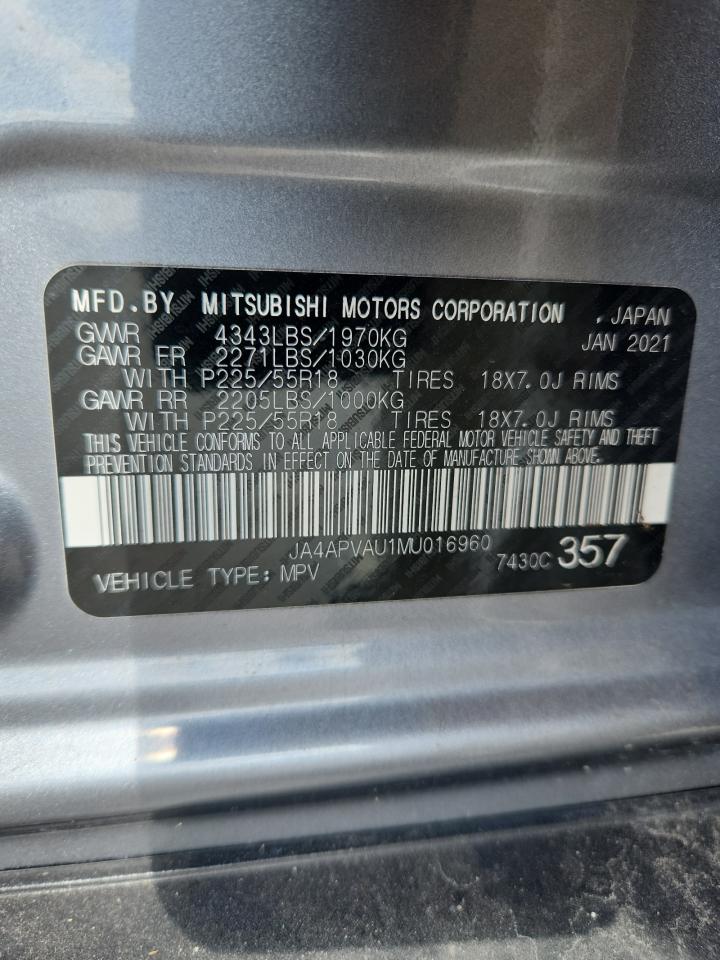 MFD.BY MITSUBISHI MOTORS CORPORATION . JAPAN
GWWR 4343LBS/1970KG JAN 2021
GAWR FR 2271LBS/1030KG
WITH P225/55R18 TIRES 18X7.0J RIMS
GAWR RR 2205LBS/1000KG
WITH P225/55R18 TIRES 18X7.0J RIMS
THIS VEHICLE CONFORMS TO ALL APPLICABLE FEDERAL MOTOR VEHICLE SAFETY AND THEFT
PREVENTION STANDARDS IN EFFECT ON THE DATE OF MANUFACTURE SHOWN ABOVE.
JA4APVAU1MU016960
VEHICLE TYPE: MPV 7430C 357